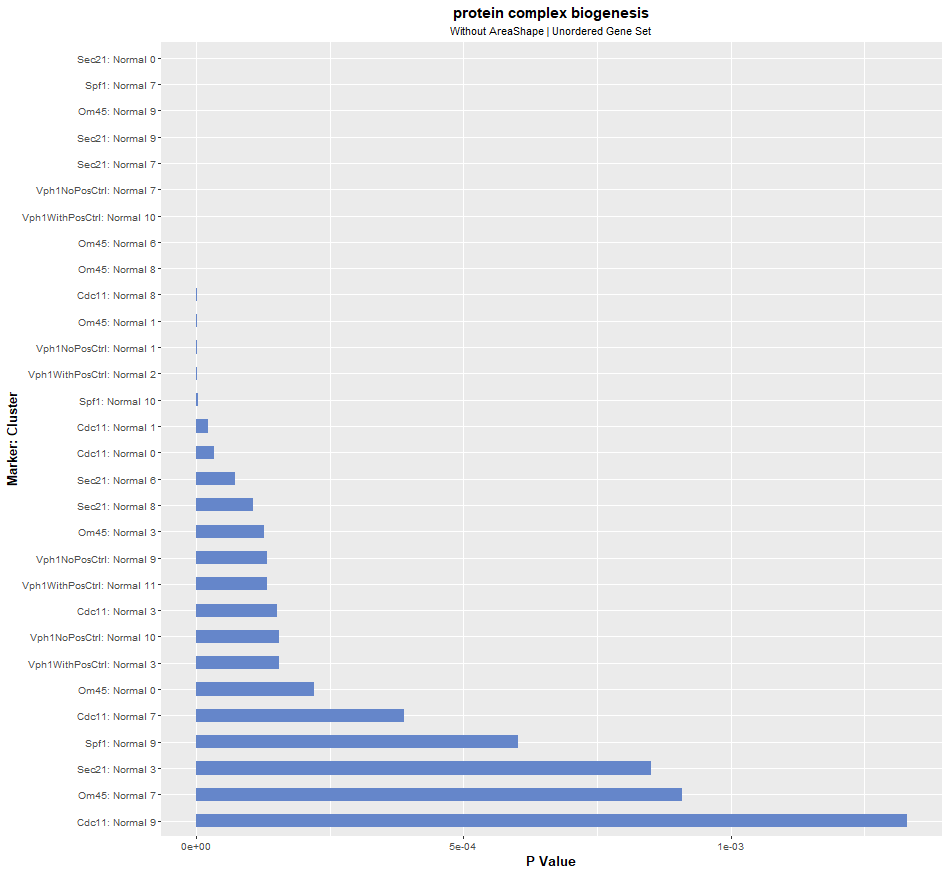 protein complex biogenesis
Without AreaShape | Unordered Gene Set
Marker: Cluster
Sec21: Normal 0
Spf1: Normal 7
Om45: Normal 9
Sec21: Normal 9
Sec21: Normal 7
Vph1NoPosCtrl: Normal 7
Vph1WithPosCtrl: Normal 10
Om45: Normal 6
Om45: Normal 8
Cdc11: Normal 8
Om45: Normal 1
Vph1NoPosCtrl: Normal 1
Vph1WithPosCtrl: Normal 2
Spf1: Normal 10
Cdc11: Normal 1
Cdc11: Normal 0
Sec21: Normal 6
Sec21: Normal 8
Om45: Normal 3
Vph1NoPosCtrl: Normal 9
Vph1WithPosCtrl: Normal 11
Cdc11: Normal 3
Vph1NoPosCtrl: Normal 10
Vph1WithPosCtrl: Normal 3
Om45: Normal 0
Cdc11: Normal 7
Spf1: Normal 9
Sec21: Normal 3
Om45: Normal 7
Cdc11: Normal 9
0e+00 5e-04 1e-03
P Value